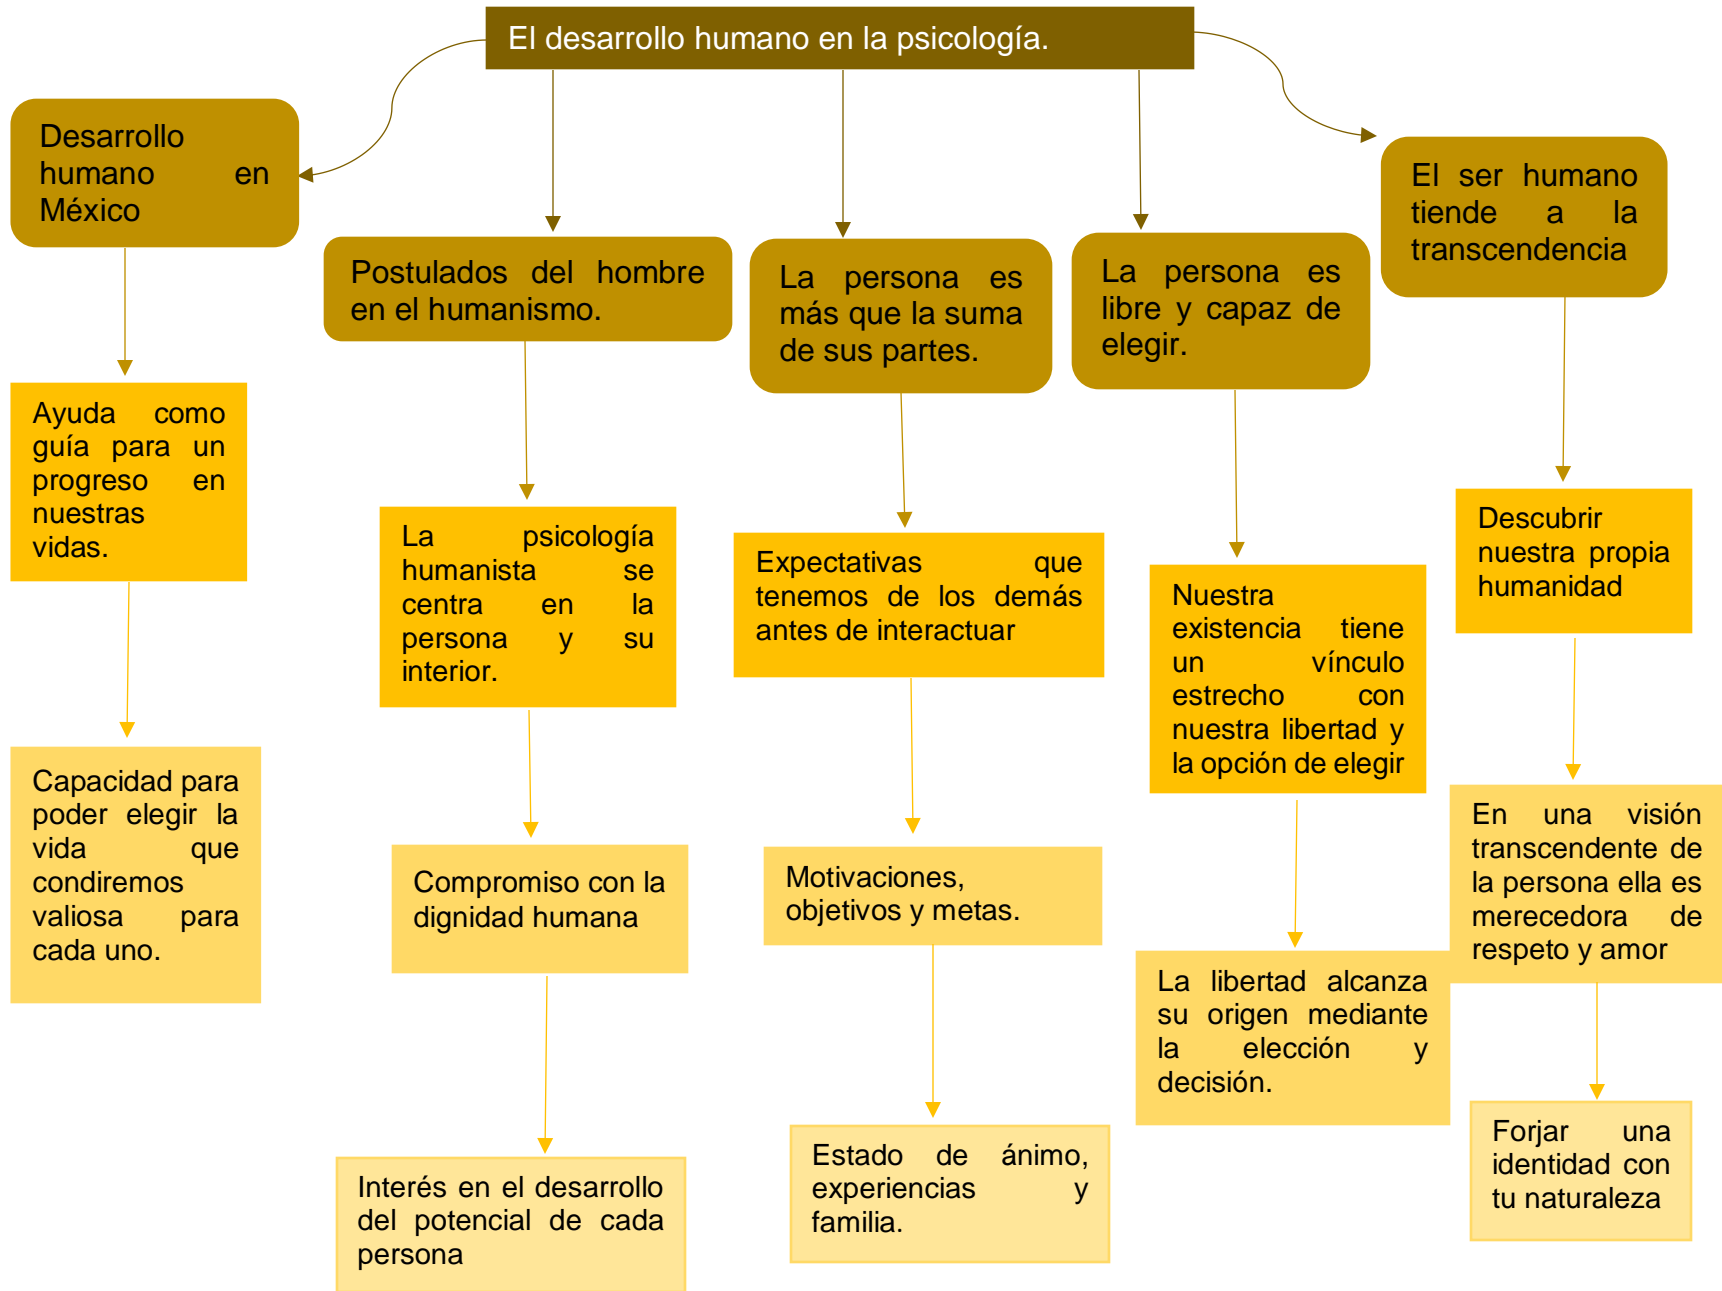 El desarrollo humano en la psicología.
Desarrollo
humano en
México
Ayuda como
guía para un
progreso en
nuestras
vidas.
Capacidad para
poder elegir la
vida que
condiremos
valiosa para
cada uno.
Postulados del hombre
en el humanismo.
La psicología
humanista se
centra en la
persona y su
interior.
Compromiso con la
dignidad humana
Interés en el desarrollo
del potencial de cada
persona
La persona es
más que la suma
de sus partes.
Expectativas que
tenemos de los demás
antes de interactuar
Motivaciones,
objetivos y metas.
Estado de ánimo,
experiencias y
familia.
La persona es
libre y capaz de
elegir.
Nuestra
existencia tiene
un vínculo
estrecho con
nuestra libertad y
la opción de elegir
La libertad alcanza
su origen mediante
la elección y
decisión.
El ser humano
tiende a la
transcendencia
Descubrir
nuestra propia
humanidad
En una visión
transcendente de
la persona ella es
merecedora de
respeto y amor
Forjar una
identidad con
tu naturaleza